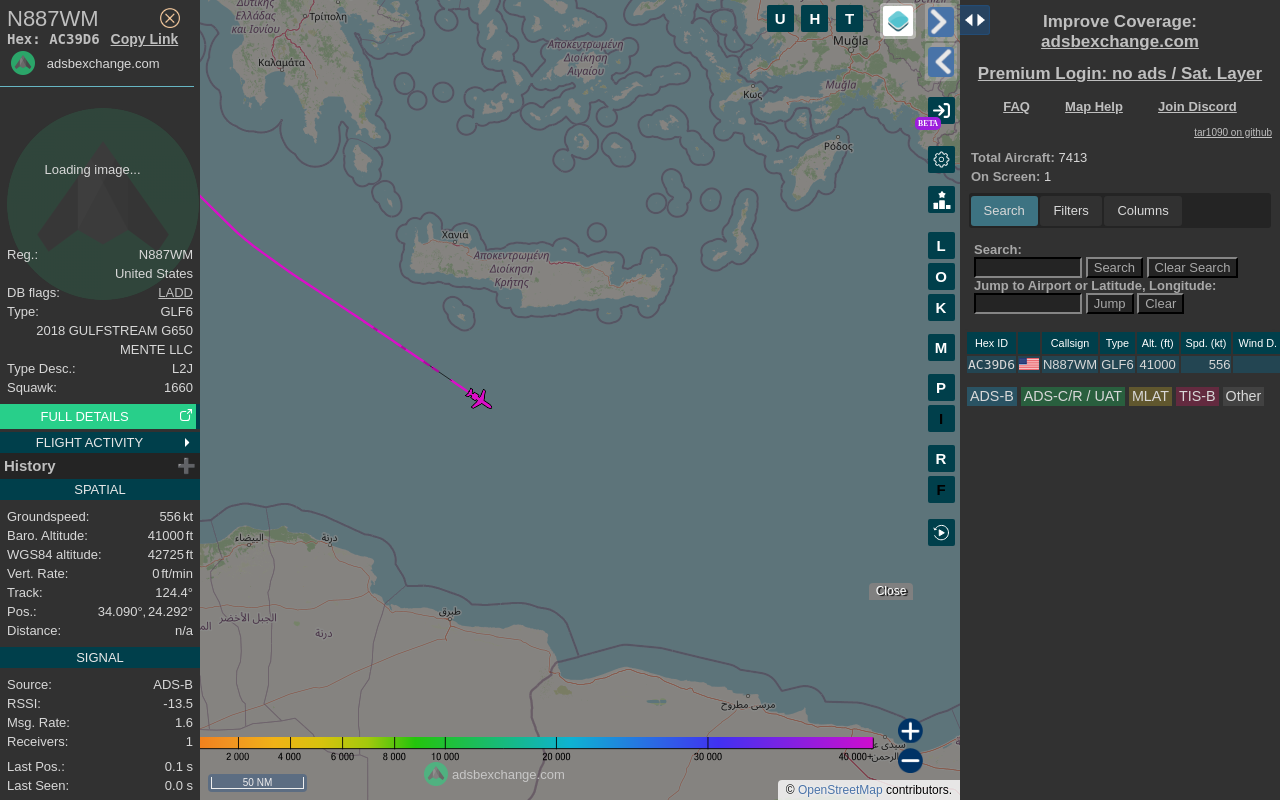 N887WM
Hex: AC39D6 Copy Link
adsbexchange.com
Loading image...
Reg.: N887WM
United States
DB flags: LADD
Type: GLF6
2018 GULFSTREAM G650
MENTE LLC
Type Desc.: L2J
Squawk: 1660
FULL DETAILS
FLIGHT ACTIVITY
History
SPATIAL
Groundspeed: 556 kt
Baro. Altitude: 41000 ft
WGS84 altitude: 42725 ft
Vert. Rate: 0 ft/min
Track: 124.4°
Pos.: 34.090°, 24.292°
Distance: n/a
SIGNAL
Source: ADS-B
RSSI: -13.5
Msg. Rate: 1.6
Receivers: 1
Last Pos.: 0.1 s
Last Seen: 0.0 s
Δυτικής
Ελλάδας
και Ιονίου
Τρίπολη
Καλαμάτα
Αποκεντρωμένη
Διοίκηση
Αιγαίου
Muğla
Muğla
Κως
Ρόδος
Χανιά
Αποκεντρωμένη
Διοίκηση
Κρήτης
البيضاء
درنة
الجبل الأخضر
درنة
طبرق
مرسى مطروح
U H T
BETA
L
O
K
M
P
I
R
F
Close
2 000 4 000 6 000 8 000 10 000 20 000 30 000 40 000+
adsbexchange.com
50 NM
© OpenStreetMap contributors.
Improve Coverage:
adsbexchange.com
Premium Login: no ads / Sat. Layer
FAQ Map Help Join Discord
tar1090 on github
Total Aircraft: 7413
On Screen: 1
Search Filters Columns
Search:
Search Clear Search
Jump to Airport or Latitude, Longitude:
Jump Clear
Hex ID Callsign Type Alt. (ft) Spd. (kt) Wind D.
AC39D6 N887WM GLF6 41000 556
ADS-B ADS-C/R / UAT MLAT TIS-B Other